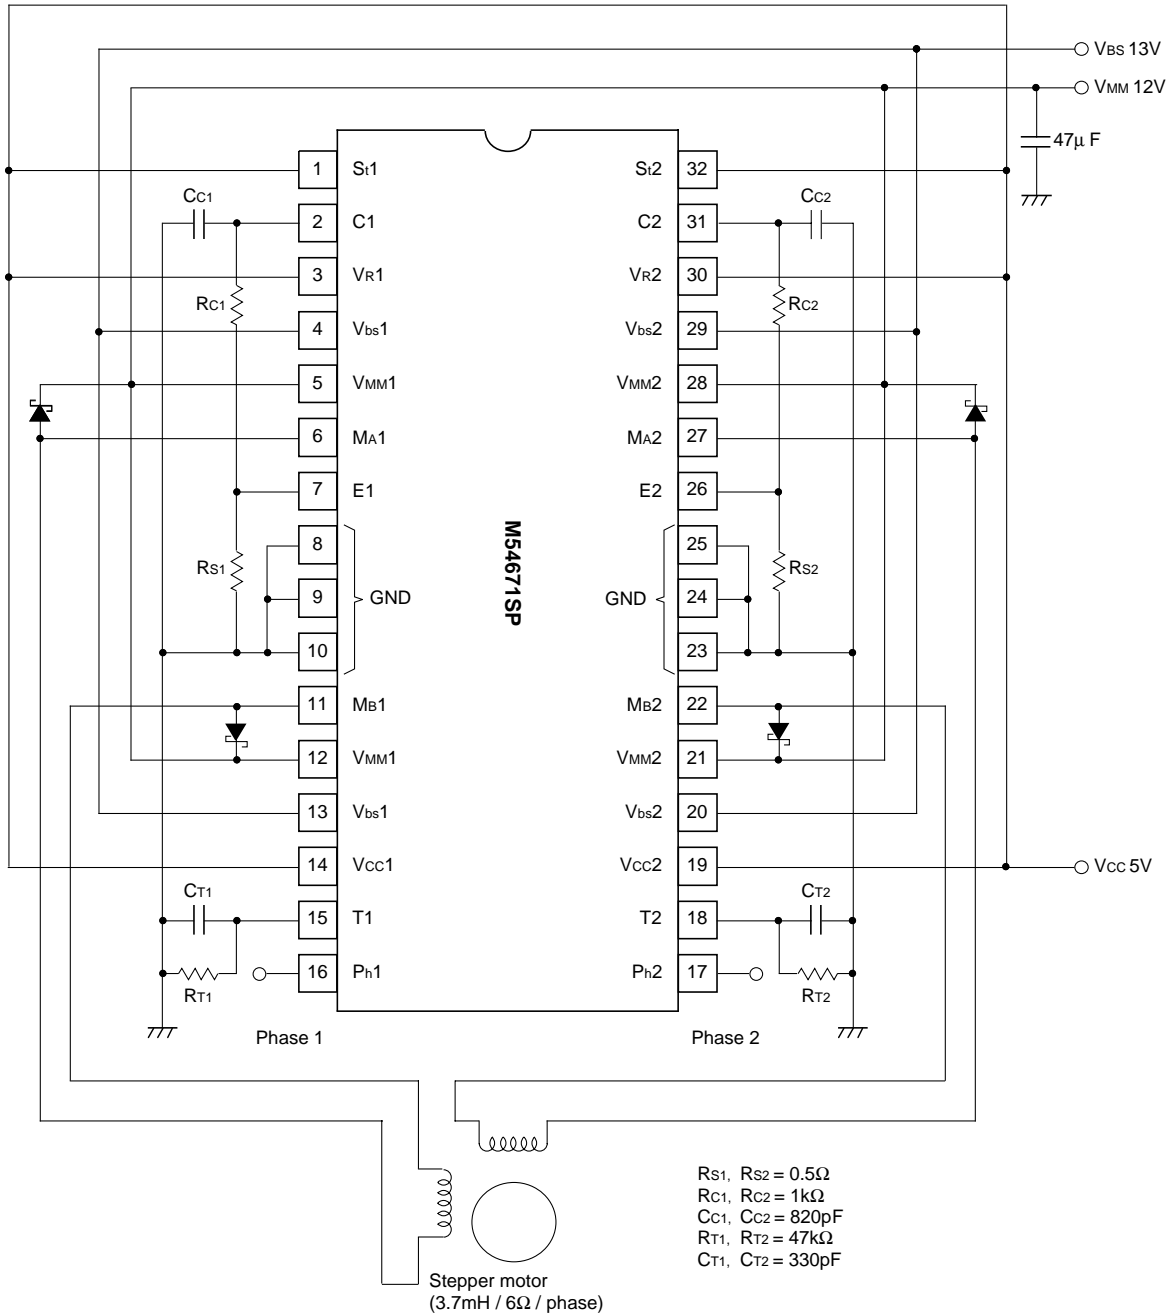 VBS 13V
VMM 12V
47μ F
1 St1 St2 32
CC1 CC2
2 C1 C2 31
3 VR1 VR2 30
RC1 RC2
4 Vbs1 Vbs2 29
5 VMM1 VMM2 28
6 MA1 MA2 27
7 E1 E2 26
M54671SP
8 25
RS1 RS2
9 GND GND 24
10 23
11 MB1 MB2 22
12 VMM1 VMM2 21
13 Vbs1 Vbs2 20
14 VCC1 VCC2 19
VCC 5V
CT1 CT2
15 T1 T2 18
16 Ph1 Ph2 17
RT1 RT2
Phase 1 Phase 2
RS1, RS2 = 0.5Ω
RC1, RC2 = 1kΩ
CC1, CC2 = 820pF
RT1, RT2 = 47kΩ
CT1, CT2 = 330pF
Stepper motor
(3.7mH / 6Ω / phase)